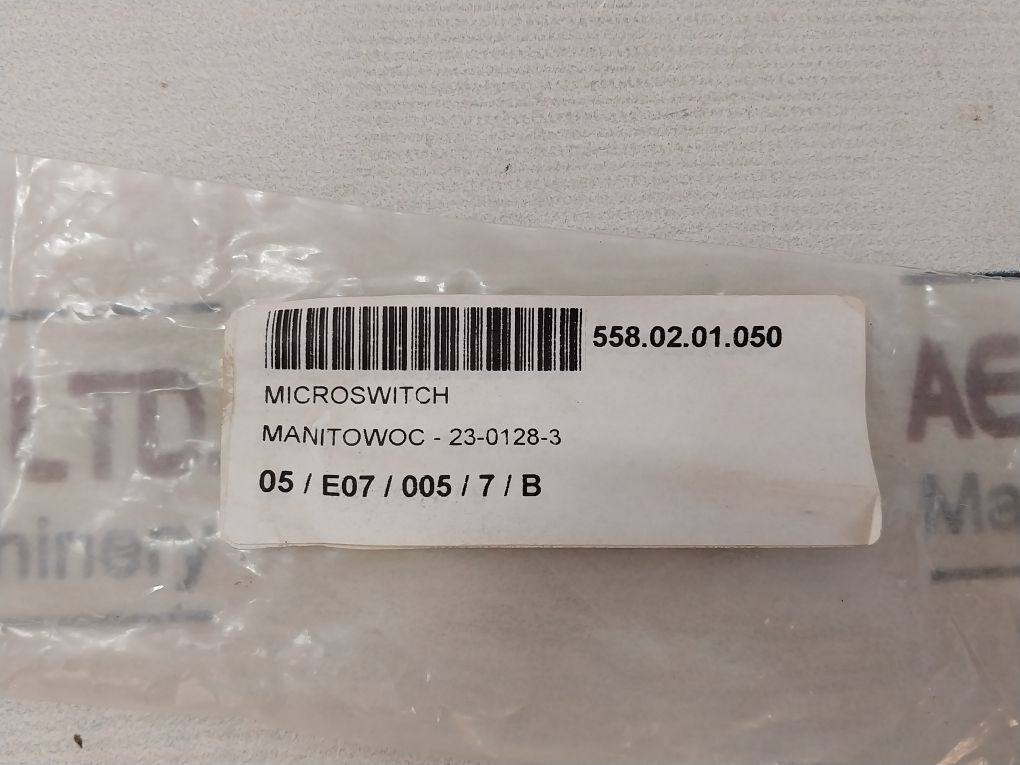 558.02.01.050
MICROSWITCH
MANITOWOC - 23-0128-3
05 / E07 / 005 / 7 / B
LTD.
hinery
AE
Ma